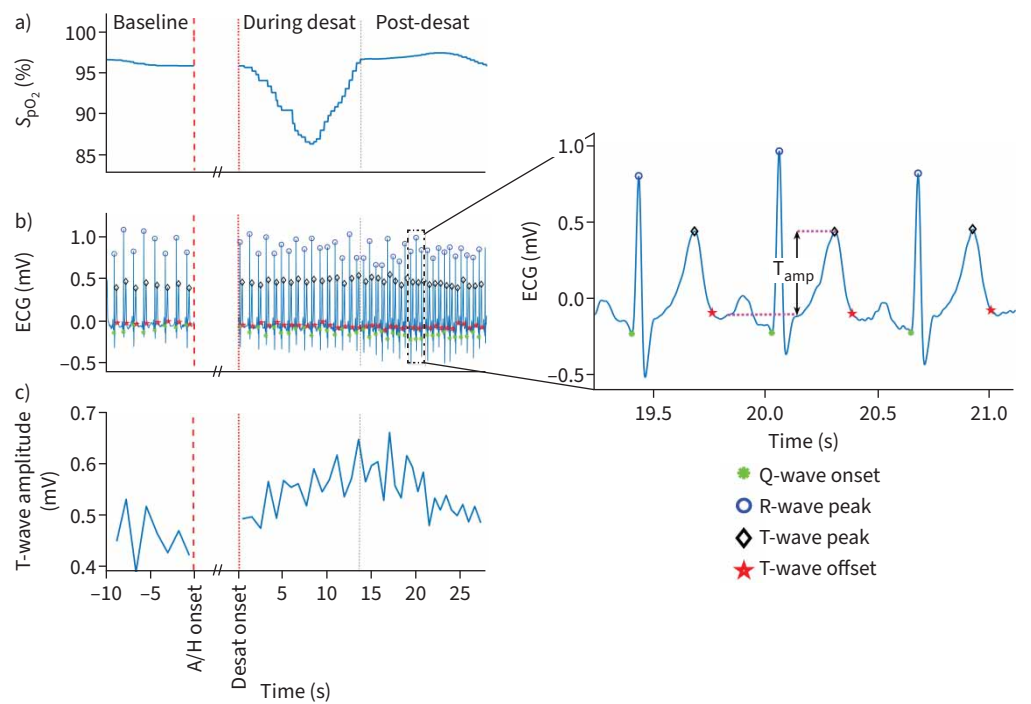 a)
Baseline
During desat
Post-desat
100
95
90
85
SpO2 (%)
b)
1.0
0.5
0.0
–0.5
ECG (mV)
c)
0.7
0.6
0.5
0.4
T-wave amplitude
(mV)
–10
–5
5
10
15
20
25
A/H onset
Desat onset
Time (s)
1.0
0.5
0.0
–0.5
ECG (mV)
Tamp
19.5
20.0
20.5
21.0
Time (s)
Q-wave onset
R-wave peak
T-wave peak
T-wave offset